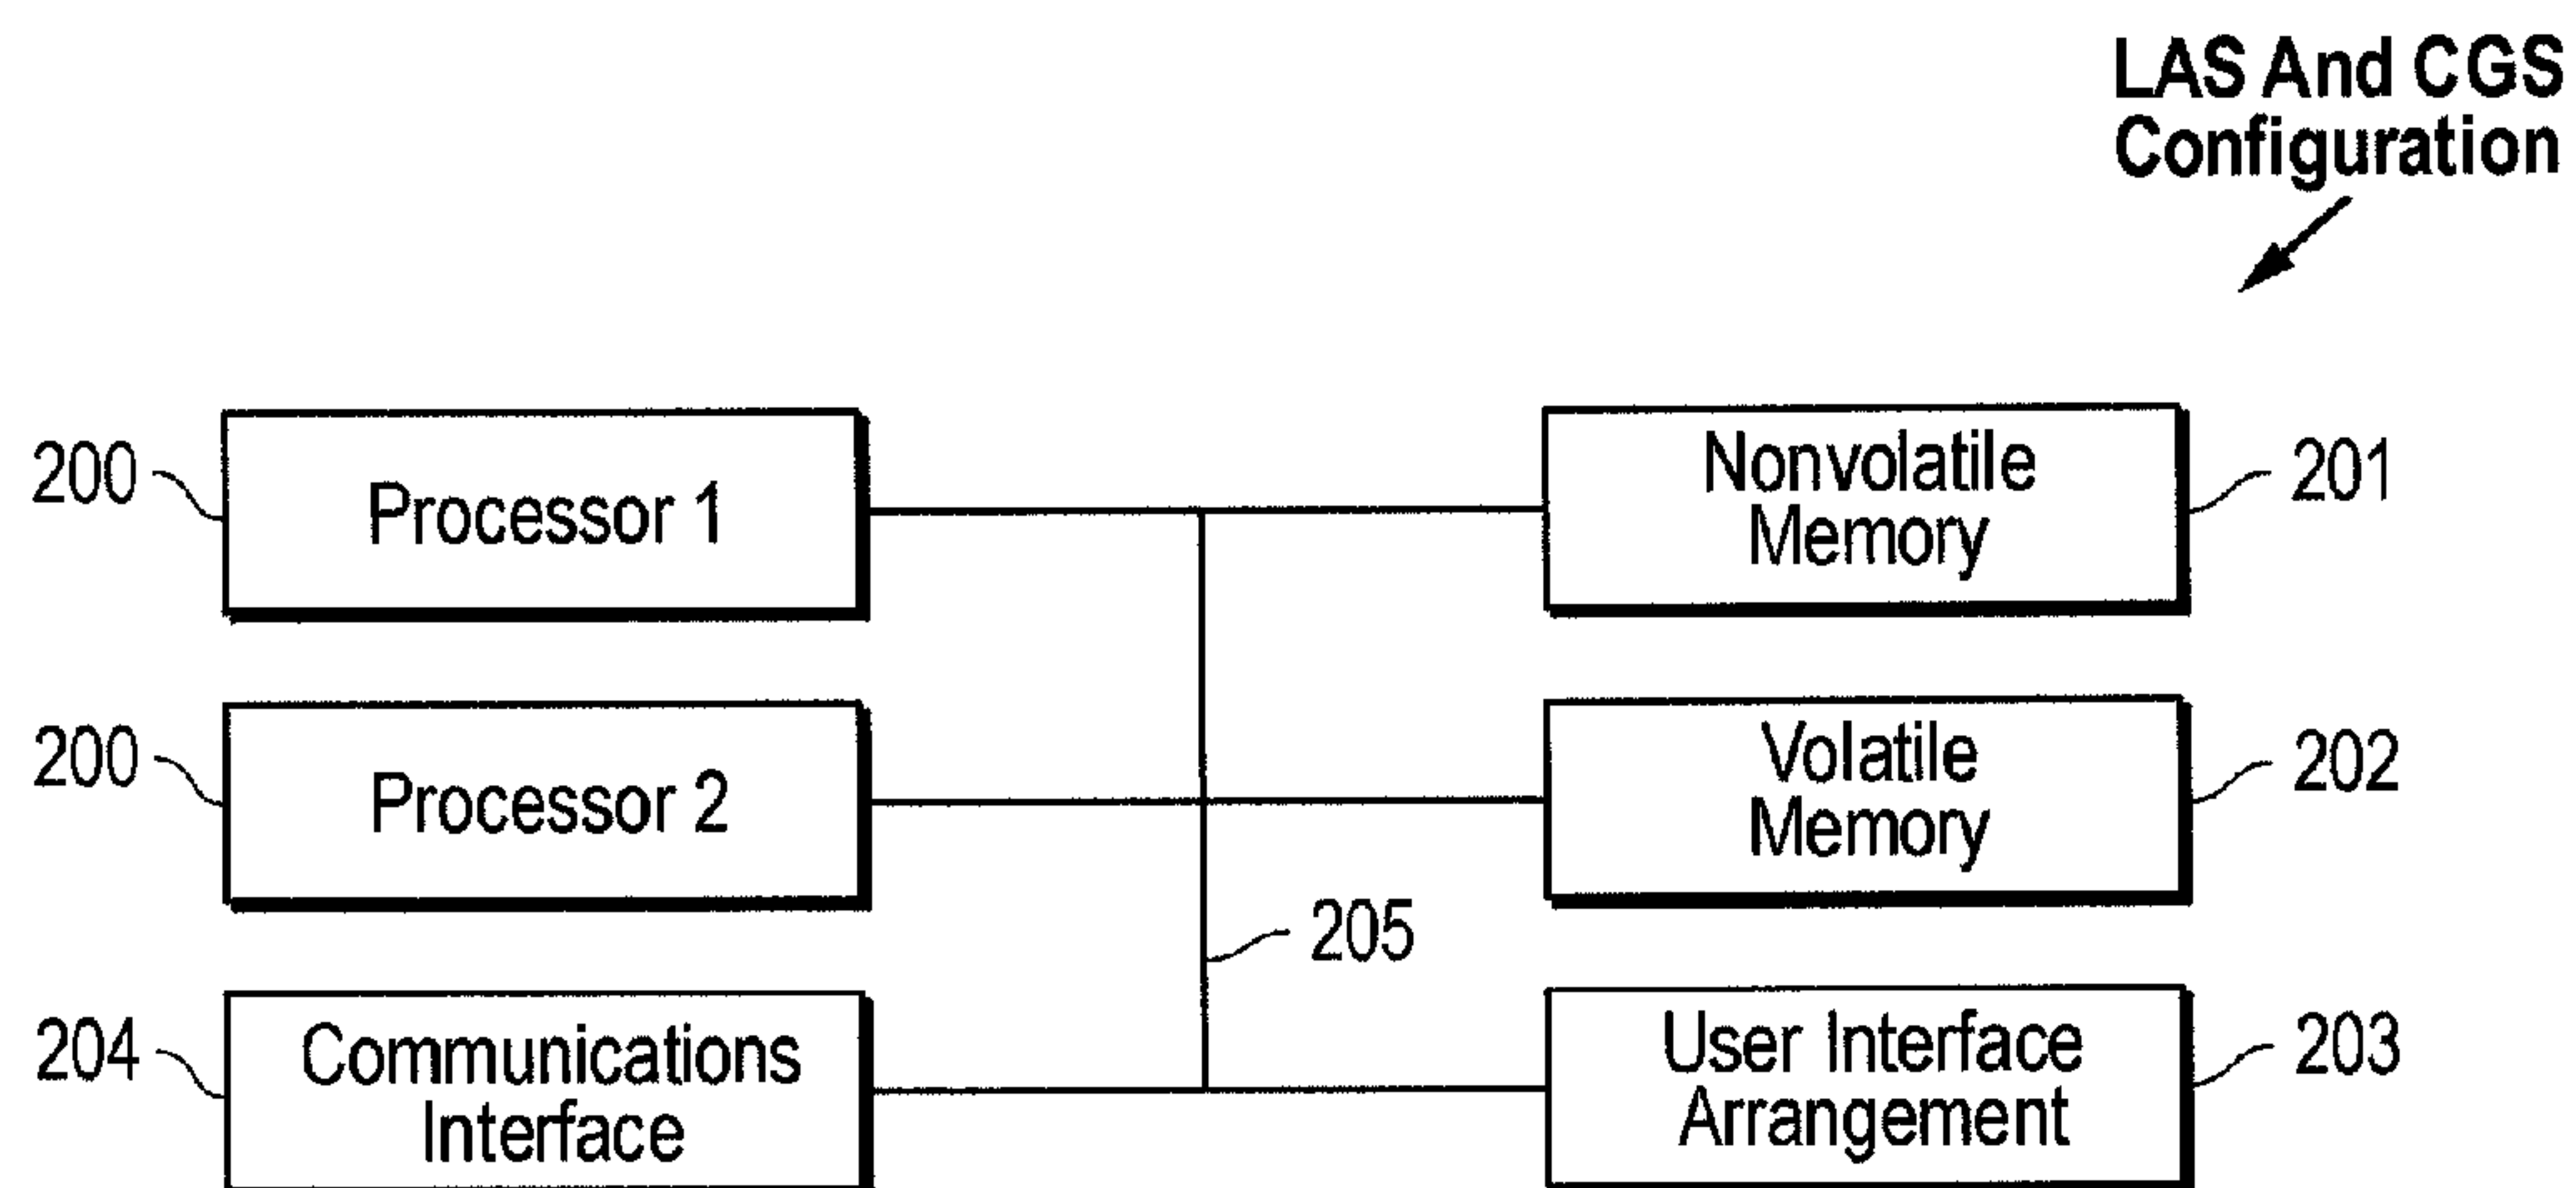 LAS And CGS
Configuration
200
Processor 1
Nonvolatile
Memory
201
200
Processor 2
Volatile
Memory
202
205
204
Communications
Interface
User Interface
Arrangement
203